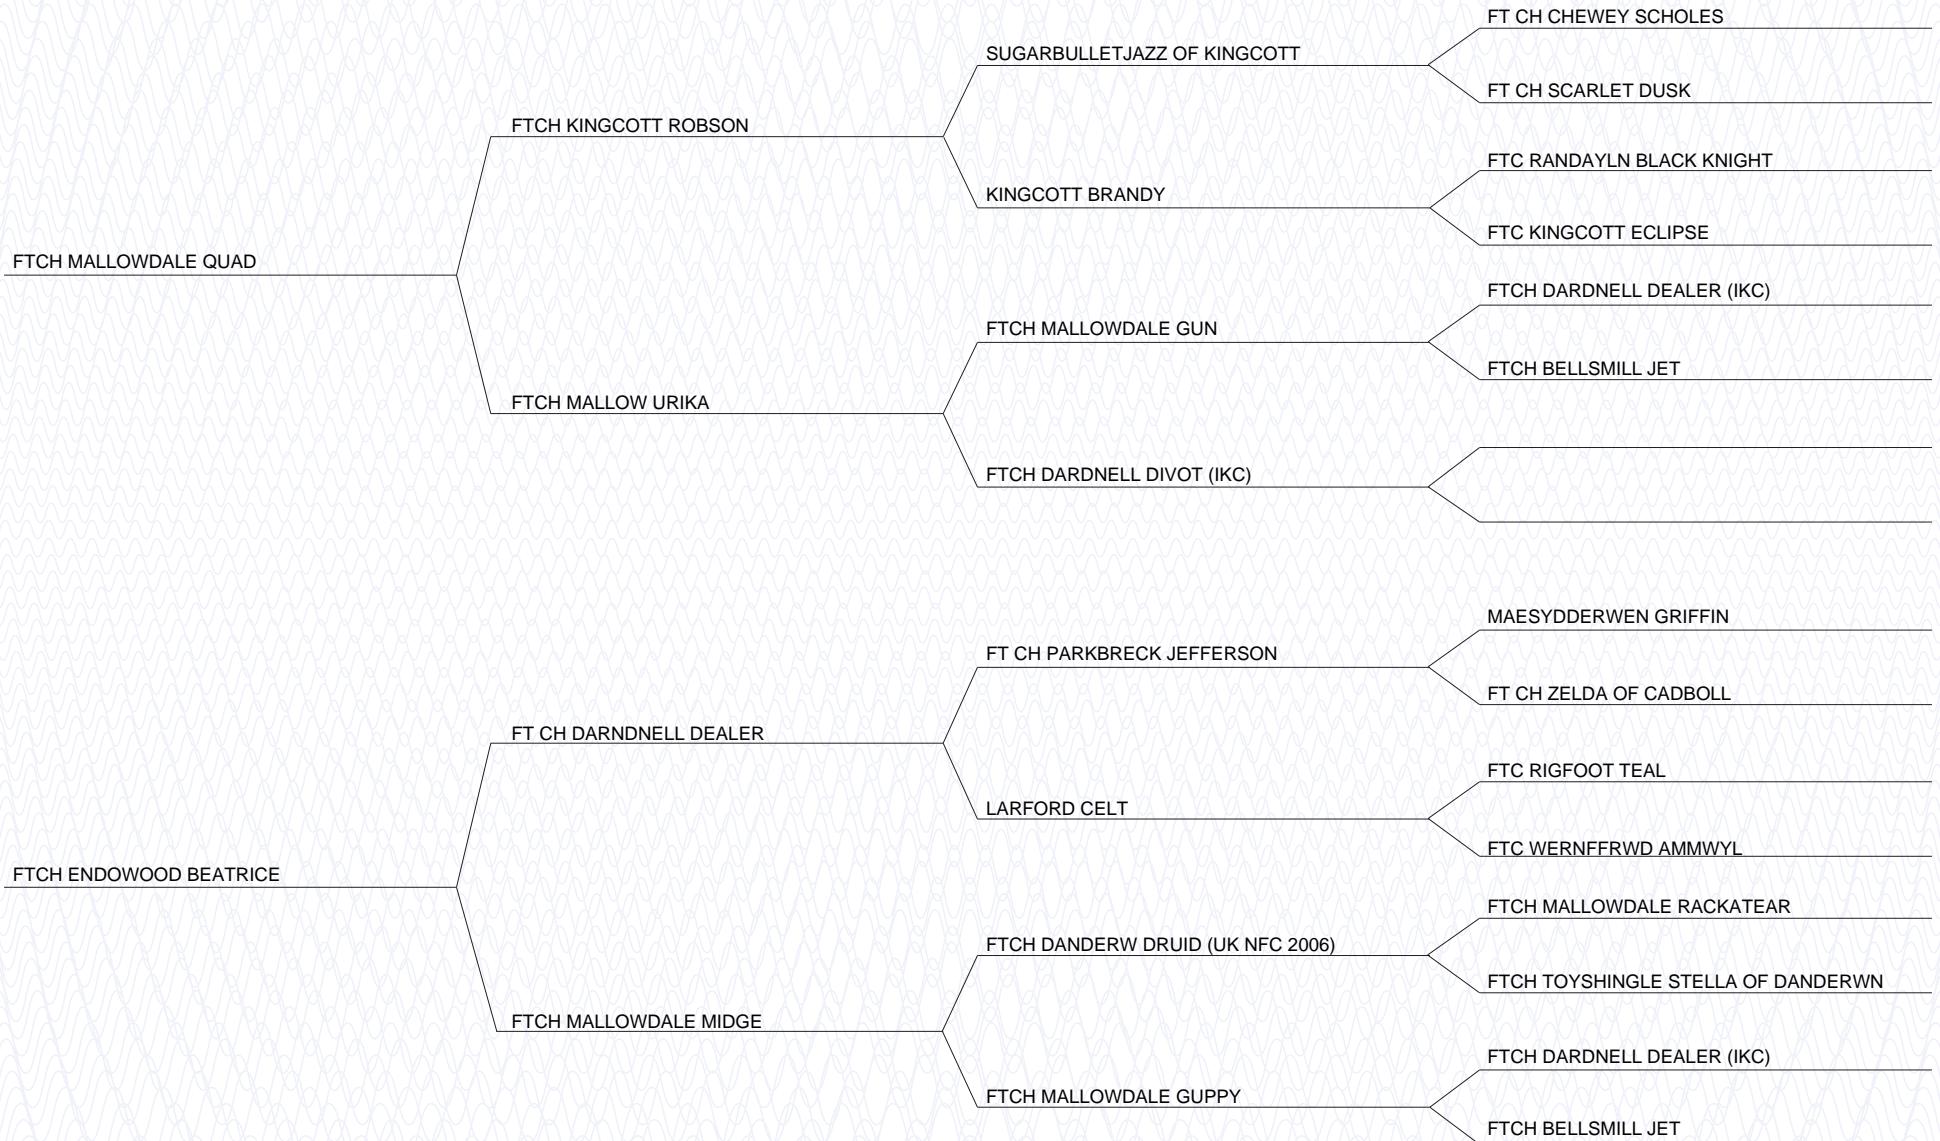 FT CH CHEWEY SCHOLES
SUGARBULLETJAZZ OF KINGCOTT
FT CH SCARLET DUSK
FTCH KINGCOTT ROBSON
FTC RANDAYLN BLACK KNIGHT
KINGCOTT BRANDY
FTC KINGCOTT ECLIPSE
FTCH MALLOWDALE QUAD
FTCH DARDNELL DEALER (IKC)
FTCH MALLOWDALE GUN
FTCH BELLSMILL JET
FTCH MALLOW URIKA
FTCH DARDNELL DIVOT (IKC)
MAESYDDERWEN GRIFFIN
FT CH PARKBRECK JEFFERSON
FT CH ZELDA OF CADBOLL
FT CH DARNDNELL DEALER
FTC RIGFOOT TEAL
LARFORD CELT
FTC WERNFFRWD AMMWYL
FTCH ENDOWOOD BEATRICE
FTCH MALLOWDALE RACKATEAR
FTCH DANDERW DRUID (UK NFC 2006)
FTCH TOYSHINGLE STELLA OF DANDERWN
FTCH MALLOWDALE MIDGE
FTCH DARDNELL DEALER (IKC)
FTCH MALLOWDALE GUPPY
FTCH BELLSMILL JET